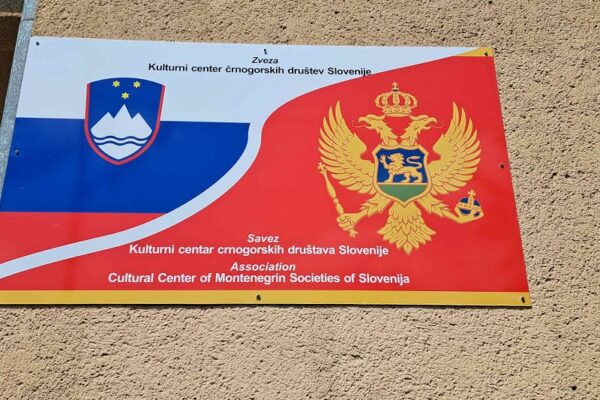 Zveza
Kulturni center črnogorskih društev Slovenije
Savez
Kulturni centar crnogorskih društava Slovenije
Association
Cultural Center of Montenegrin Societies of Slovenija